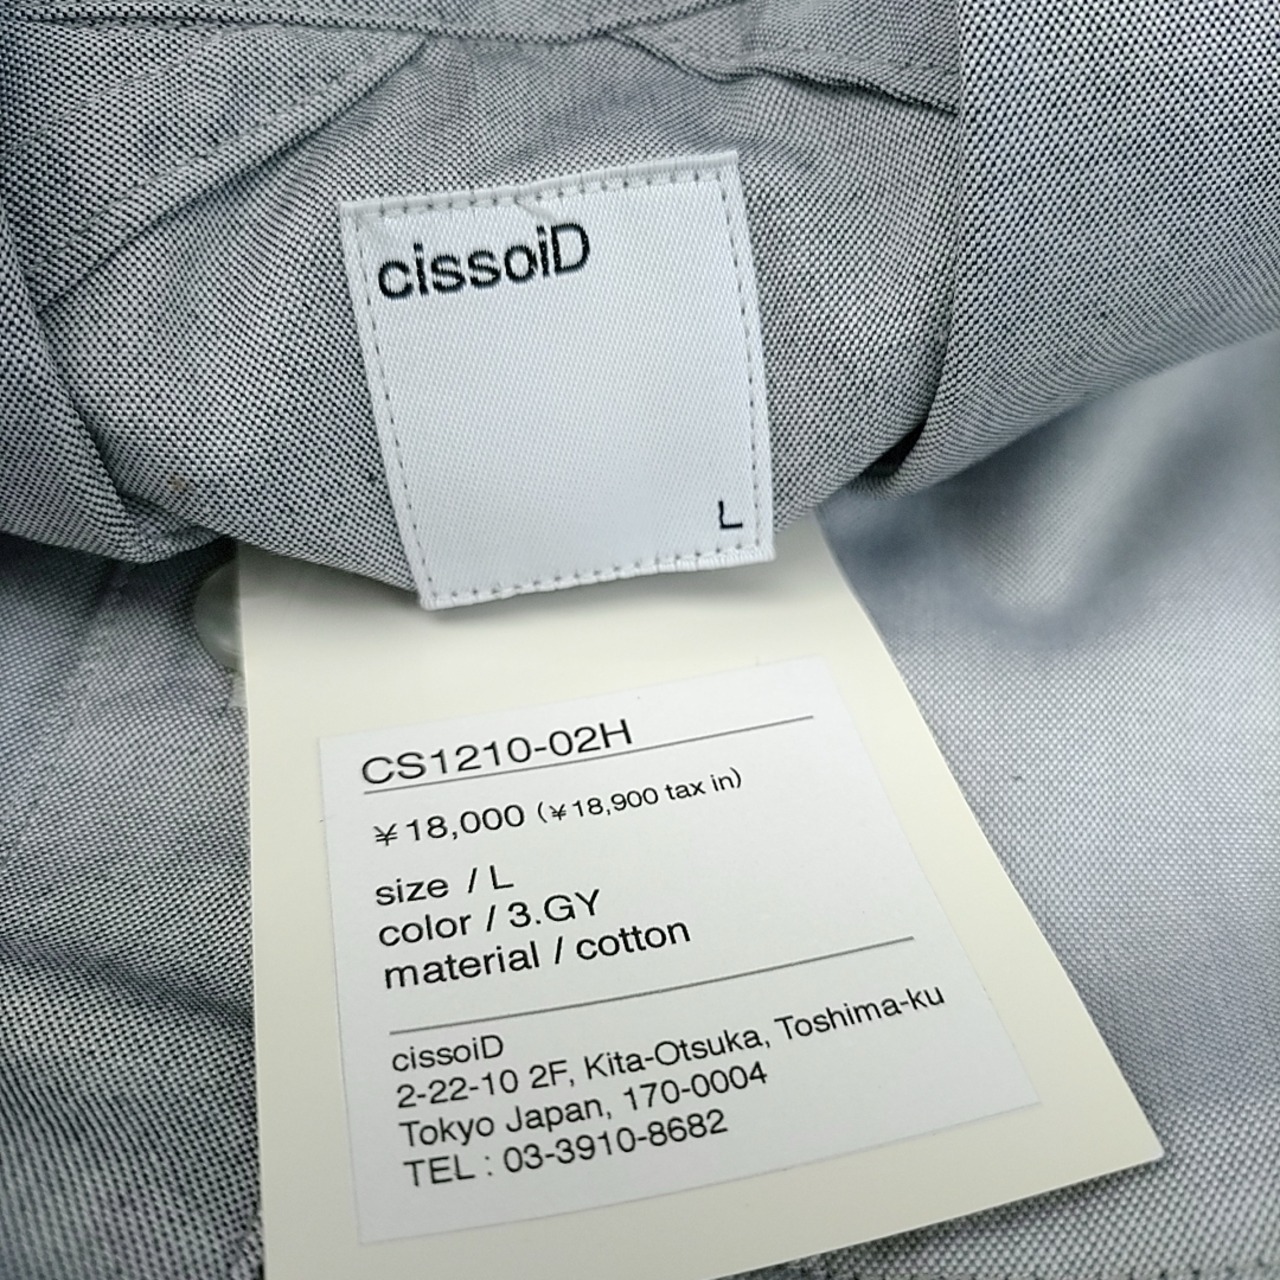 cissoiD
L
CS1210-02H
¥18,000 (¥18,900 tax in)
size / L
color / 3.GY
material / cotton
cissoiD
2-22-10 2F, Kita-Otsuka, Toshima-ku
Tokyo Japan, 170-0004
TEL : 03-3910-8682